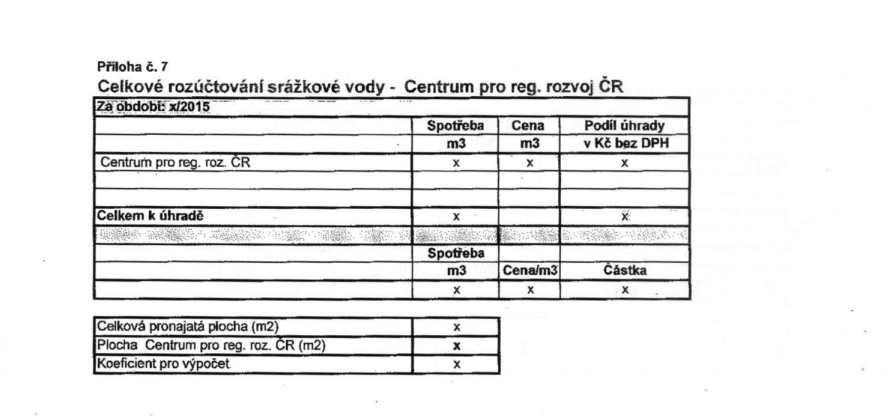 Příloha č. 7
Celkové rozúčtování srážkové vody - Centrum pro reg. rozvoj ČR
Za období: x/2015
Spotřeba Cena Podíl úhrady
m3 m3 v Kč bez DPH
Centrum pro reg. roz. ČR x x x
Celkem k úhradě x x
Spotřeba
m3 Cena/m3 Částka
x x x
Celková pronajatá plocha (m2) x
Plocha Centrum pro reg. roz. ČR (m2) x
Koeficient pro výpočet x